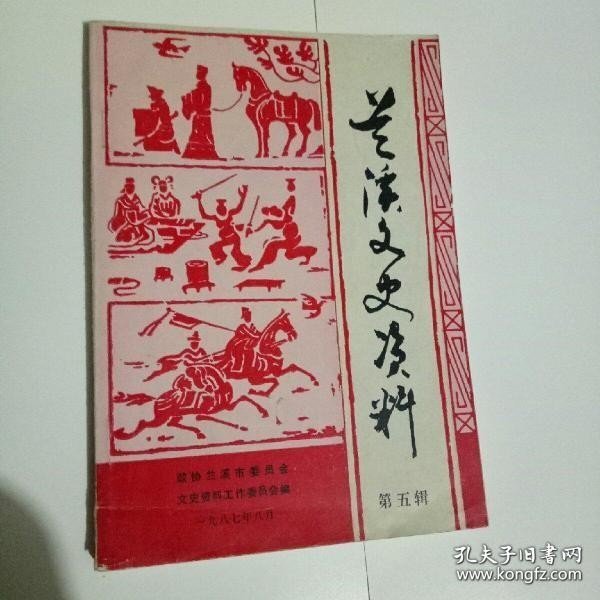 兰溪文史资料
第五辑
政协兰溪市委员会
文史资料工作委员会编
一九八七年八月
孔夫子旧书网
www.kongfz.com